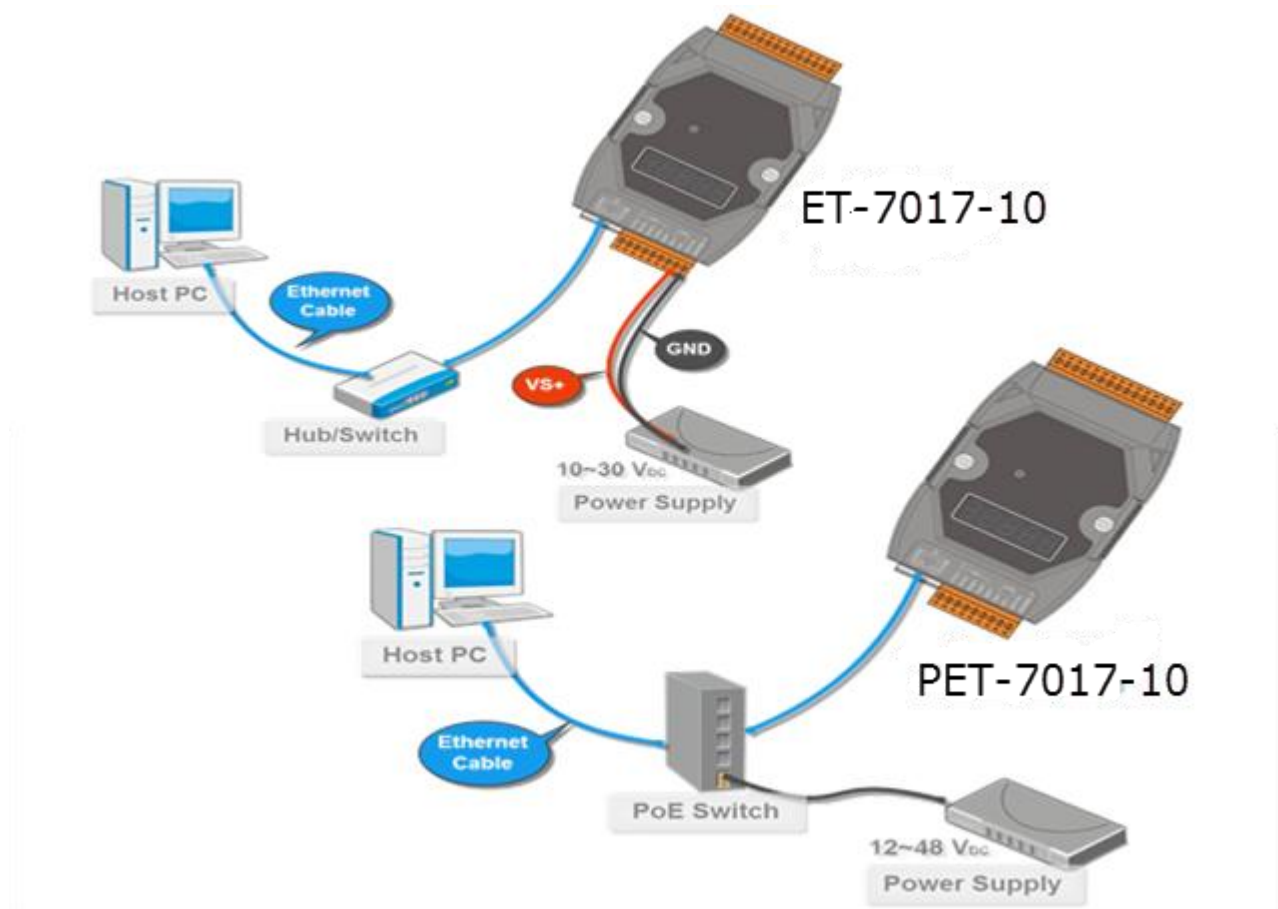 ET-7017-10
Host PC
Ethernet
Cable
GND
VS+
Hub/Switch
10~30 VDC
Power Supply
Host PC
PET-7017-10
Ethernet
Cable
PoE Switch
12~48 VDC
Power Supply